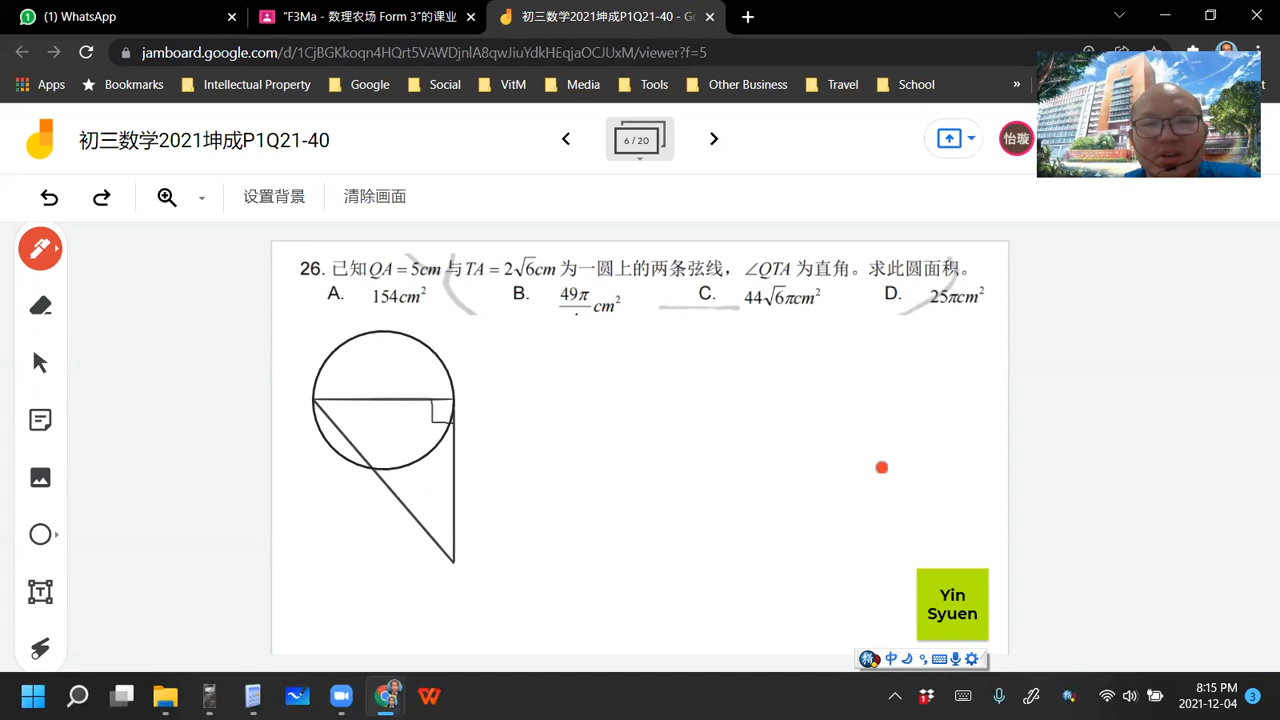 (1) WhatsApp
"F3Ma - 数理农场 Form 3"的课业
初三数学2021坤成P1Q21-40 - Go
jamboard.google.com/d/1CjBGKkoqn4HQrt5VAWDjnlA8qwJiuYdkHEqjaOCJUxM/viewer?f=5
Apps
Bookmarks
Intellectual Property
Google
Social
VitM
Media
Tools
Other Business
Travel
School
»
初三数学2021坤成P1Q21-40
6 / 20
怡璇
设置背景
清除画面
26. 已知QA = 5cm 与 TA = 2√6cm 为一圆上的两条弦线，∠QTA 为直角。求此圆面积。
A. 154cm² B. 49π/ cm² C. 44√6πcm² D. 25πcm²
Yin
Syuen
中
8:15 PM
2021-12-04
3